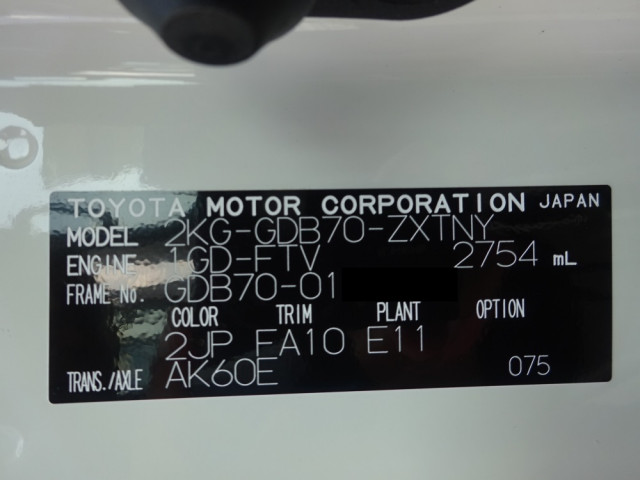 TOYOTA MOTOR CORPORATION JAPAN
MODEL 2KG-GDB70-ZXTNY
ENGINE 1GD-FTV 2754 mL
FRAME No. GDB70-01
COLOR TRIM PLANT OPTION
2JP FA10 E11
TRANS./AXLE AK60E 075